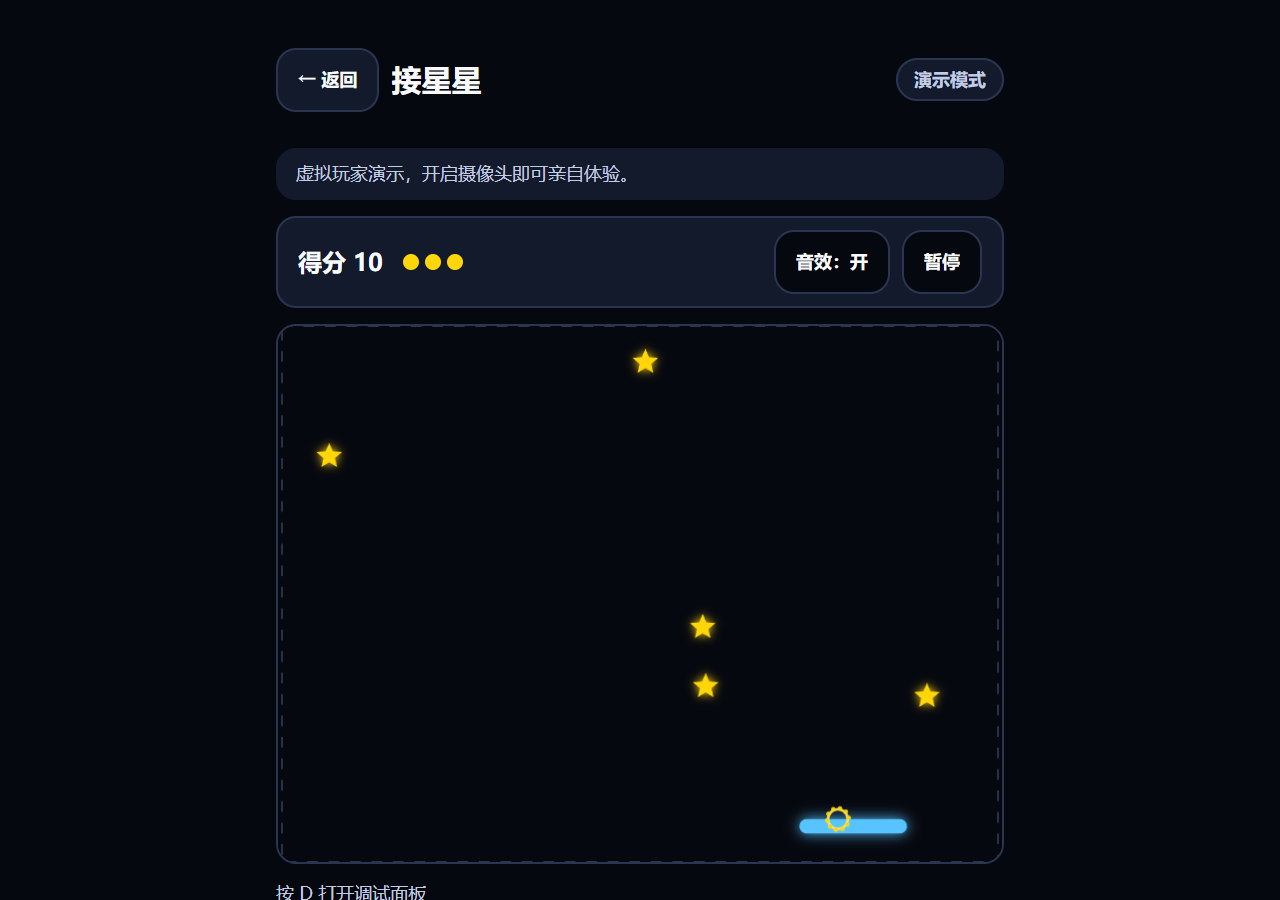 ← 返回
接星星
演示模式
虚拟玩家演示，开启摄像头即可亲自体验。
得分 10
音效：开
暂停
按 D 打开调试面板